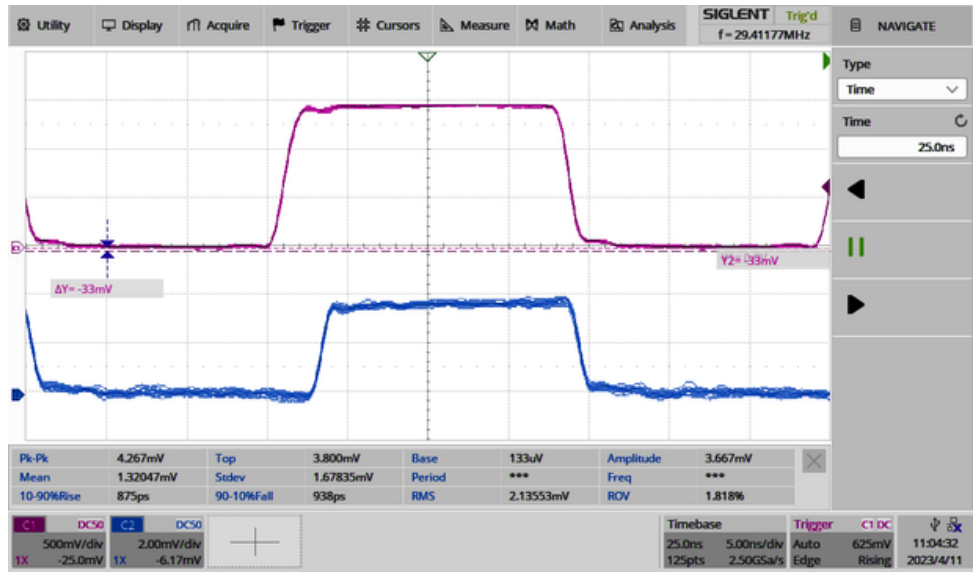 Utility Display Acquire Trigger Cursors Measure Math Analysis SIGLENT Trig'd NAVIGATE
f = 29.41177MHz
Type
Time
Time
25.0ns
C1
Y2= -33mV
ΔY= -33mV
Pk-Pk 4.267mV Top 3.800mV Base 133uV Amplitude 3.667mV
Mean 1.32047mV Stdev 1.67835mV Period *** Freq ***
10-90%Rise 875ps 90-10%Fall 938ps RMS 2.13553mV ROV 1.818%
C1 DC50 C2 DC50 Timebase Trigger C1 DC
500mV/div 2.00mV/div 25.0ns 5.00ns/div Auto 625mV 11:04:32
1X -25.0mV 1X -6.17mV 125pts 2.50GSa/s Edge Rising 2023/4/11